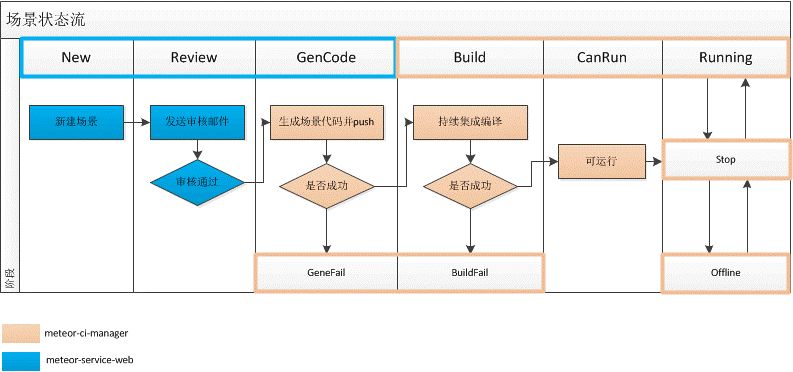 场景状态流
New Review GenCode Build CanRun Running
新建场景 发送审核邮件 生成场景代码并push 持续集成编译
审核通过 是否成功 是否成功 可运行 Stop
阶段 GeneFail BuildFail Offline
meteor-ci-manager
meteor-service-web